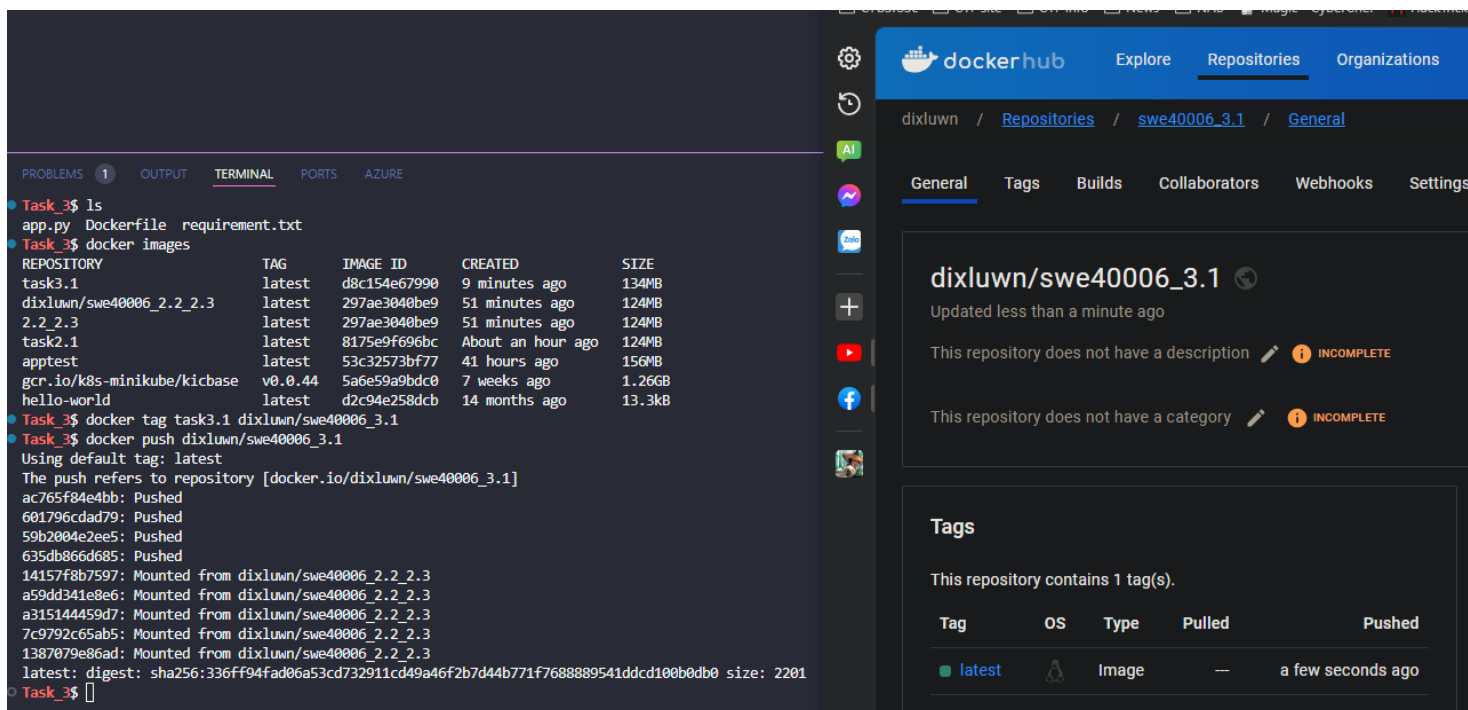 PROBLEMS 1 OUTPUT TERMINAL PORTS AZURE
Task_3$ ls
app.py Dockerfile requirement.txt
Task_3$ docker images
REPOSITORY TAG IMAGE ID CREATED SIZE
task3.1 latest d8c154e67990 9 minutes ago 134MB
dixluwn/swe40006_2.2_2.3 latest 297ae3040be9 51 minutes ago 124MB
2.2_2.3 latest 297ae3040be9 51 minutes ago 124MB
task2.1 latest 8175e9f696bc About an hour ago 124MB
apptest latest 53c32573bf77 41 hours ago 156MB
gcr.io/k8s-minikube/kicbase v0.0.44 5a6e59a9bdc0 7 weeks ago 1.26GB
hello-world latest d2c94e258dcb 14 months ago 13.3kB
Task_3$ docker tag task3.1 dixluwn/swe40006_3.1
Task_3$ docker push dixluwn/swe40006_3.1
Using default tag: latest
The push refers to repository [docker.io/dixluwn/swe40006_3.1]
ac765f84e4bb: Pushed
601796cdad79: Pushed
59b2004e2ee5: Pushed
635db866d685: Pushed
14157f8b7597: Mounted from dixluwn/swe40006_2.2_2.3
a59dd341e8e6: Mounted from dixluwn/swe40006_2.2_2.3
a315144459d7: Mounted from dixluwn/swe40006_2.2_2.3
7c9792c65ab5: Mounted from dixluwn/swe40006_2.2_2.3
1387079e86ad: Mounted from dixluwn/swe40006_2.2_2.3
latest: digest: sha256:336ff94fad06a53cd732911cd49a46f2b7d44b771f7688889541ddcd100b0db0 size: 2201
Task_3$
AI
Zalo
dockerhub Explore Repositories Organizations
dixluwn / Repositories / swe40006_3.1 / General
General Tags Builds Collaborators Webhooks Settings
dixluwn/swe40006_3.1
Updated less than a minute ago
This repository does not have a description INCOMPLETE
This repository does not have a category INCOMPLETE
Tags
This repository contains 1 tag(s).
Tag OS Type Pulled Pushed
latest Image --- a few seconds ago